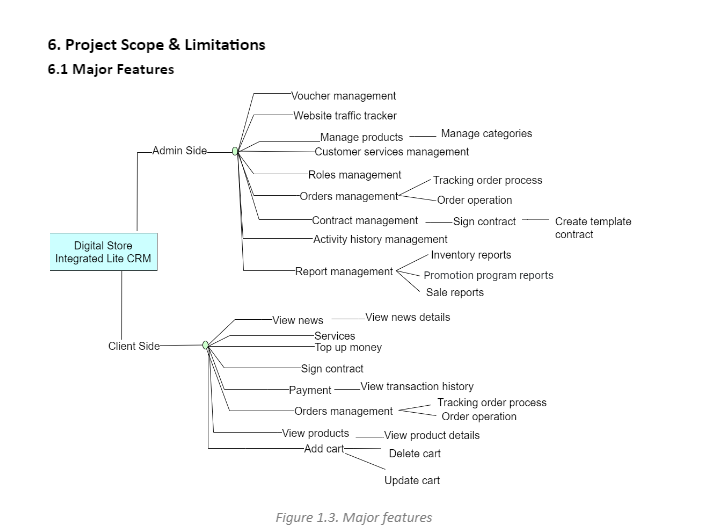 6. Project Scope & Limitations
6.1 Major Features
Voucher management
Website traffic tracker
Manage products
Manage categories
Admin Side
Customer services management
Roles management
Tracking order process
Orders management
Order operation
Contract management
Sign contract
Create template
contract
Activity history management
Digital Store
Integrated Lite CRM
Inventory reports
Report management
Promotion program reports
Sale reports
View news
View news details
Services
Client Side
Top up money
Sign contract
Payment
View transaction history
Tracking order process
Orders management
Order operation
View products
View product details
Add cart
Delete cart
Update cart
Figure 1.3. Major features